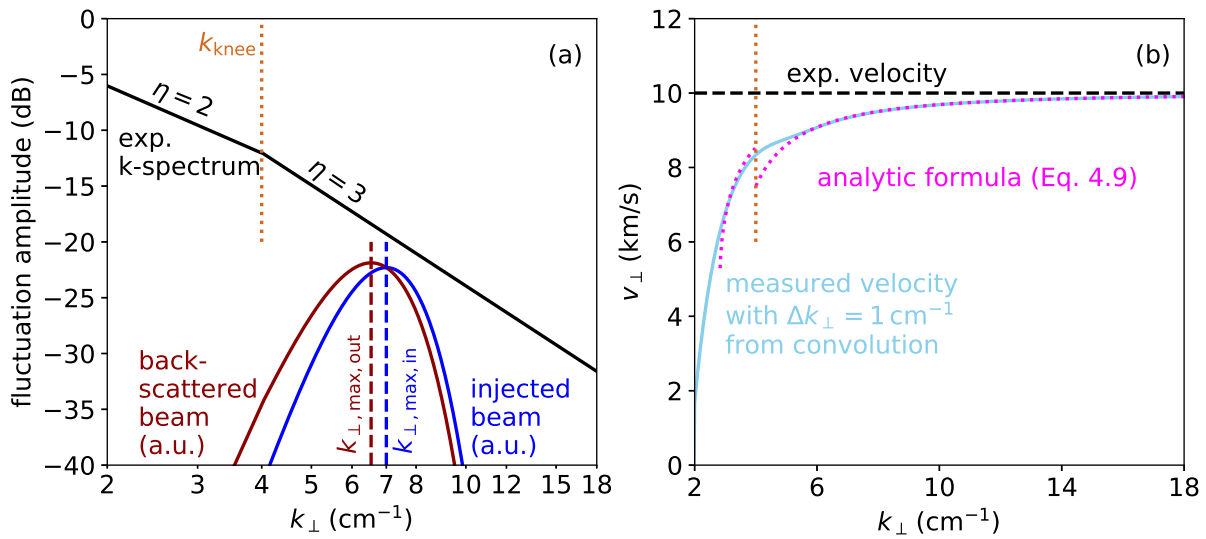 (a)
fluctuation amplitude (dB)
0
−5
−10
−15
−20
−25
−30
−35
−40
k_knee
η = 2
exp.
k-spectrum
η = 3
back-
scattered
beam
(a.u.)
k⊥, max, out
k⊥, max, in
injected
beam
(a.u.)
2 3 4 5 6 7 8 10 12 15 18
k⊥ (cm⁻¹)
(b)
v⊥ (km/s)
12
10
8
6
4
2
0
exp. velocity
analytic formula (Eq. 4.9)
measured velocity
with Δk⊥ = 1 cm⁻¹
from convolution
2 6 10 14 18
k⊥ (cm⁻¹)